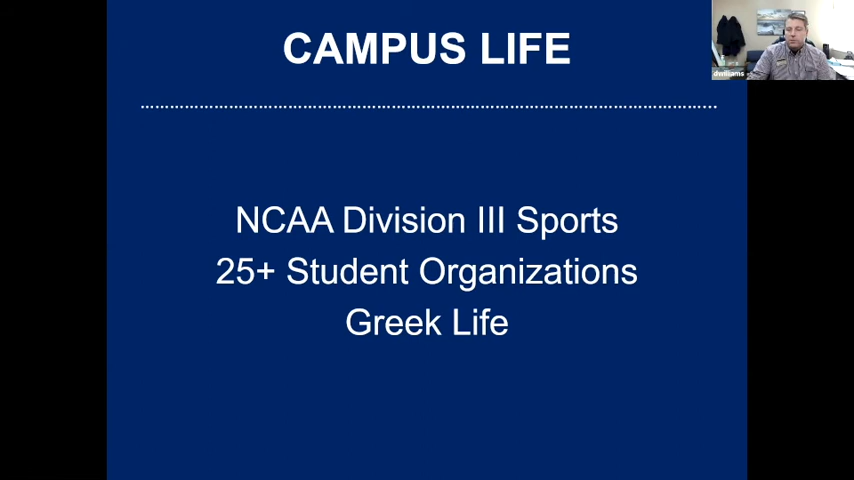 CAMPUS LIFE
NCAA Division III Sports
25+ Student Organizations
Greek Life
dwilliams